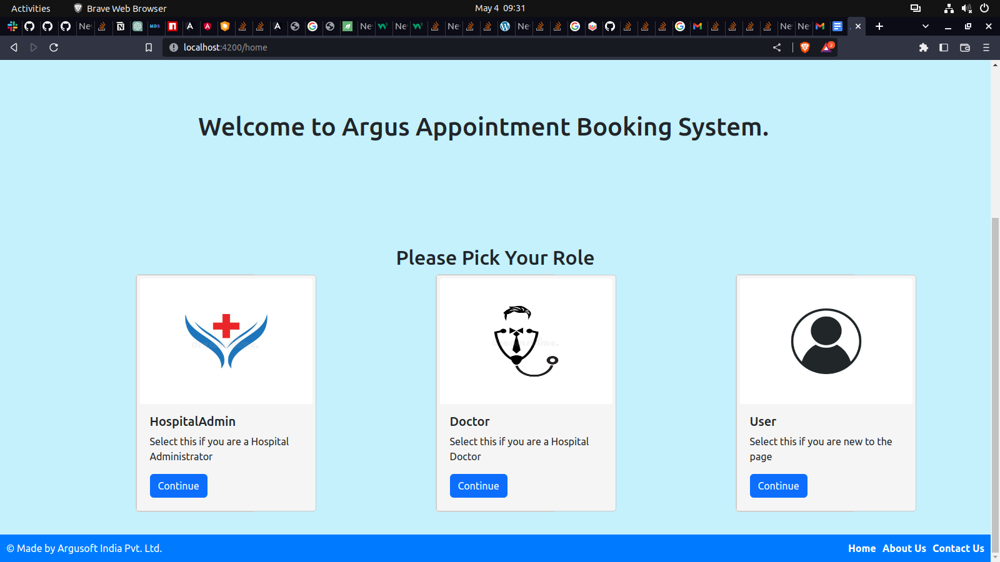 Activities
Brave Web Browser
May 4 09:31
Ne
MDB
Ne
Ne
Ne
Ne
Ne
Ne
Ne
localhost:4200/home
2
Welcome to Argus Appointment Booking System.
Please Pick Your Role
HospitalAdmin
Select this if you are a Hospital
Administrator
Continue
Doctor
Select this if you are a Hospital
Doctor
Continue
User
Select this if you are new to the
page
Continue
© Made by Argusoft India Pvt. Ltd.
Home About Us Contact Us